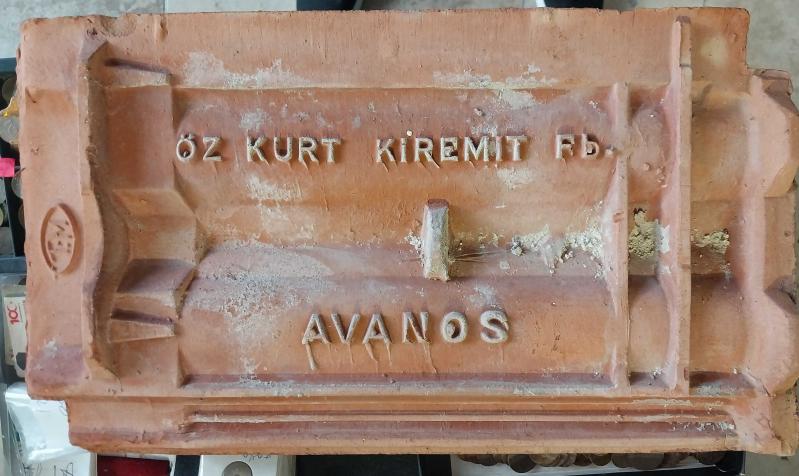 ÖZ KURT KİREMİT Fb.
AVANOS